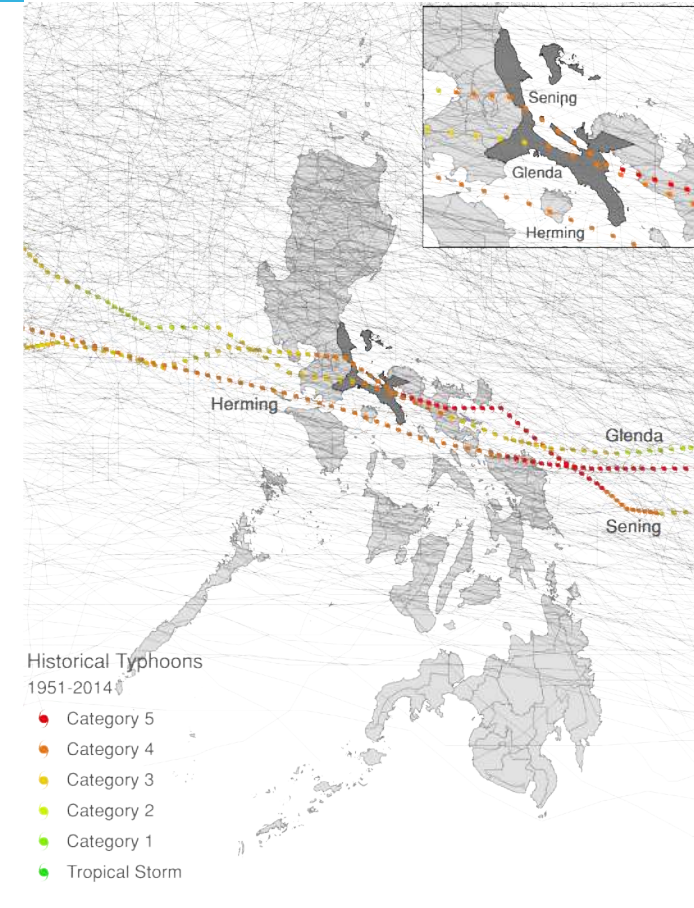 Sening
Glenda
Herming
Herming
Glenda
Sening
Historical Typhoons
1951-2014
Category 5
Category 4
Category 3
Category 2
Category 1
Tropical Storm